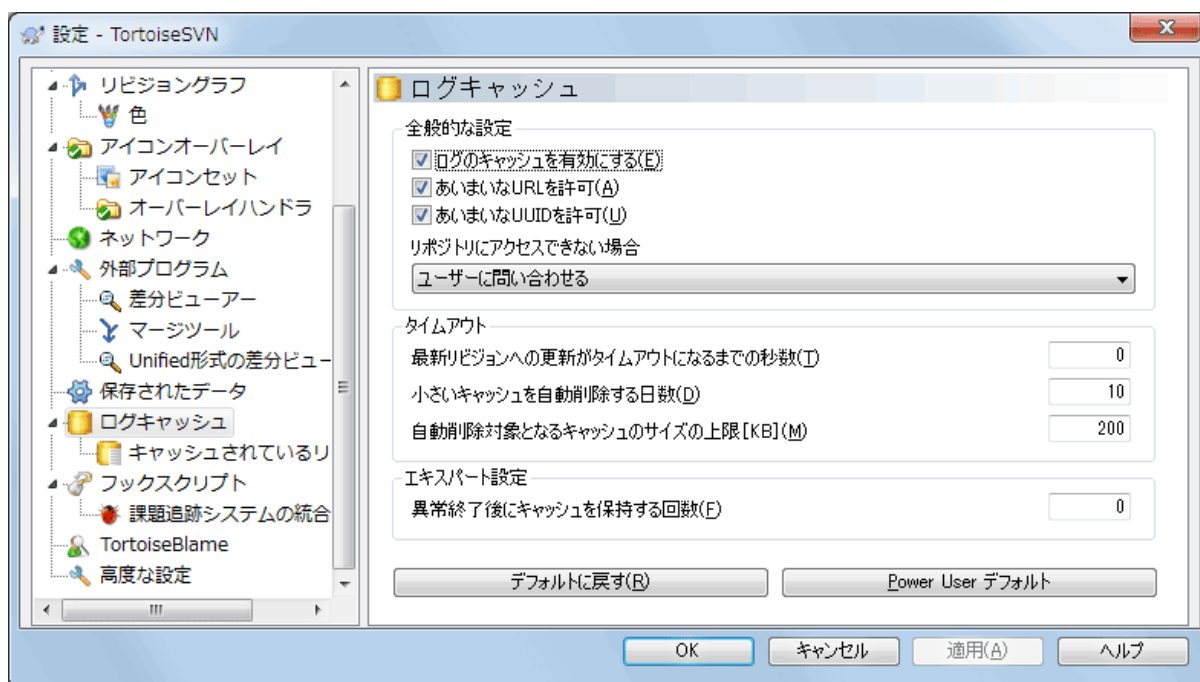 設定 - TortoiseSVN
リビジョングラフ
色
アイコンオーバーレイ
アイコンセット
オーバーレイハンドラ
ネットワーク
外部プログラム
差分ビューアー
マージツール
Unified形式の差分ビュー
保存されたデータ
ログキャッシュ
キャッシュされているリ
フックスクリプト
課題追跡システムの統合
TortoiseBlame
高度な設定
ログキャッシュ
全般的な設定
ログのキャッシュを有効にする(E)
あいまいなURLを許可(A)
あいまいなUUIDを許可(U)
リポジトリにアクセスできない場合
ユーザーに問い合わせる
タイムアウト
最新リビジョンへの更新がタイムアウトになるまでの秒数(T) 0
小さいキャッシュを自動削除する日数(D) 10
自動削除対象となるキャッシュのサイズの上限[KB](M) 200
エキスパート設定
異常終了後にキャッシュを保持する回数(F) 0
デフォルトに戻す(R) Power User デフォルト
OK キャンセル 適用(A) ヘルプ